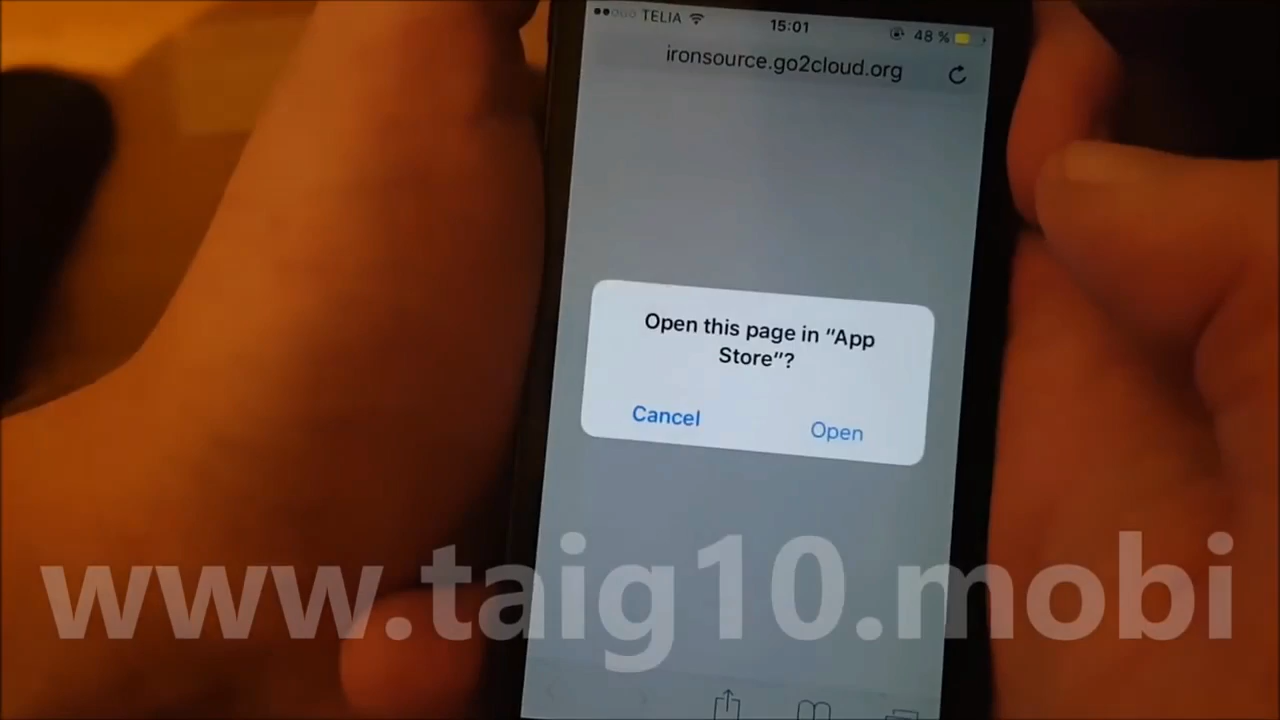 TELIA 15:01 48 %
ironsource.go2cloud.org
Open this page in “App
Store”?
Cancel Open
www.taig10.mobi